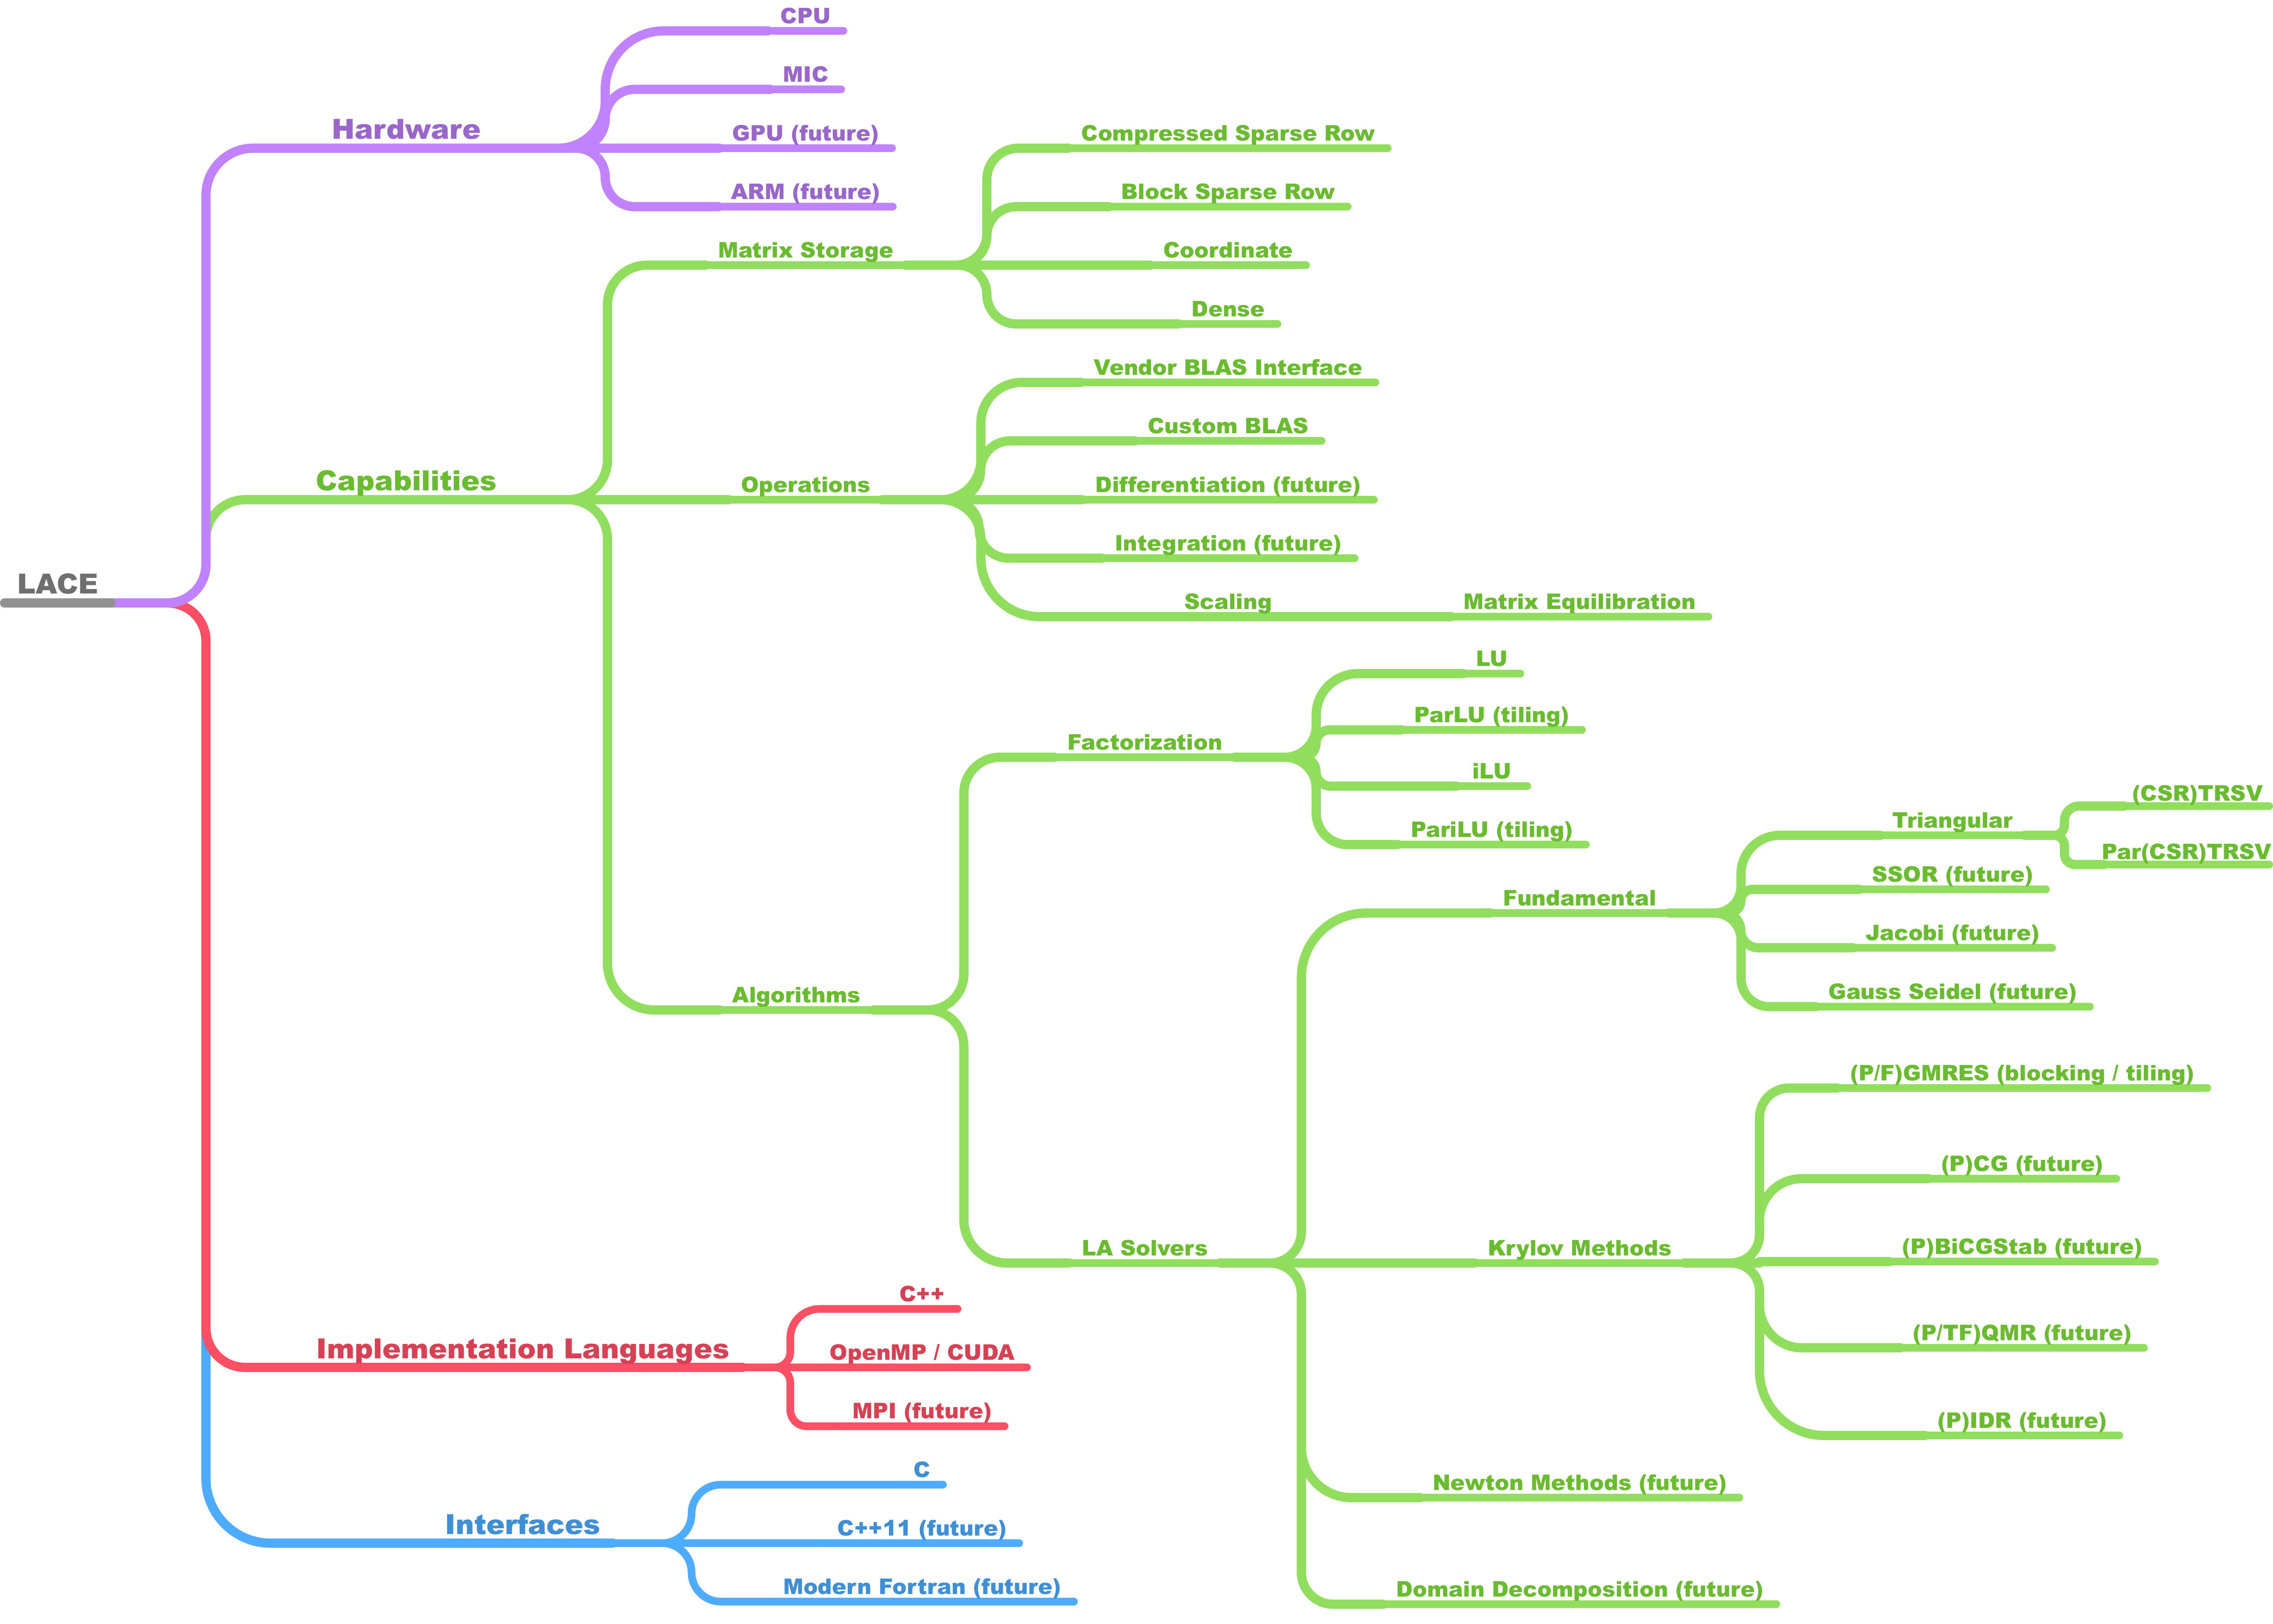 LACE
Hardware
CPU
MIC
GPU (future)
ARM (future)
Capabilities
Matrix Storage
Compressed Sparse Row
Block Sparse Row
Coordinate
Dense
Operations
Vendor BLAS Interface
Custom BLAS
Differentiation (future)
Integration (future)
Scaling
Matrix Equilibration
Algorithms
Factorization
LU
ParLU (tiling)
iLU
PariLU (tiling)
LA Solvers
Fundamental
Triangular
(CSR)TRSV
Par(CSR)TRSV
SSOR (future)
Jacobi (future)
Gauss Seidel (future)
Krylov Methods
(P/F)GMRES (blocking / tiling)
(P)CG (future)
(P)BiCGStab (future)
(P/TF)QMR (future)
(P)IDR (future)
Newton Methods (future)
Domain Decomposition (future)
Implementation Languages
C++
OpenMP / CUDA
MPI (future)
Interfaces
C
C++11 (future)
Modern Fortran (future)